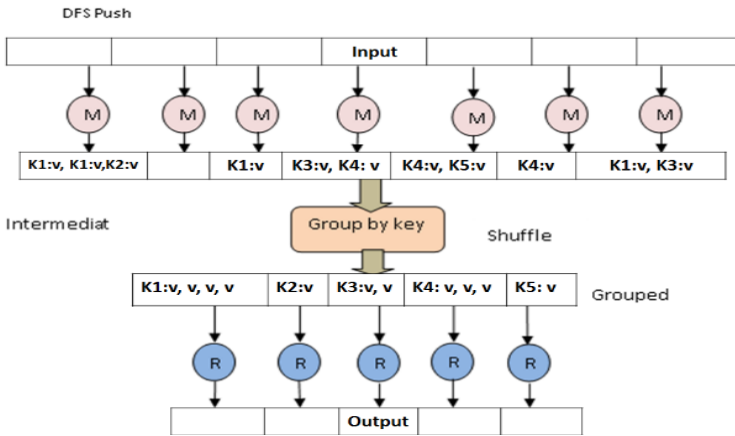 DFS Push
Input
M M M M M M M
K1:v, K1:v,K2:v K1:v K3:v, K4: v K4:v, K5:v K4:v K1:v, K3:v
Intermediat Group by key Shuffle
K1:v, v, v, v K2:v K3:v, v K4: v, v, v K5: v Grouped
R R R R R
Output